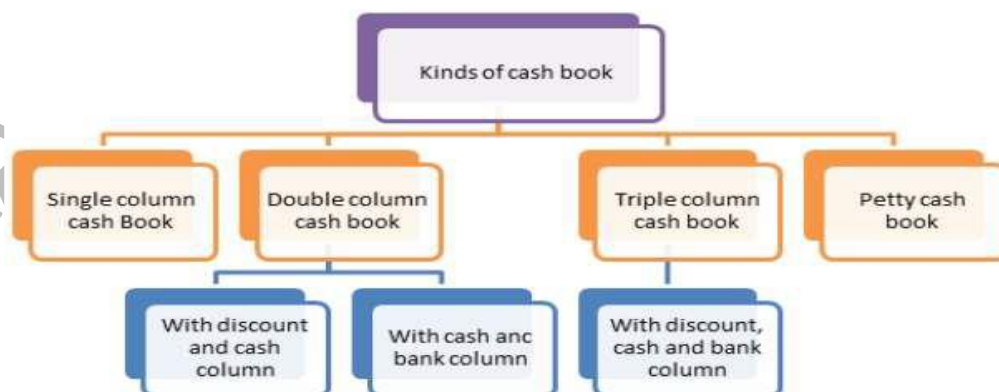 Kinds of cash book
Single column
cash Book
Double column
cash book
Triple column
cash book
Petty cash
book
With discount
and cash
column
With cash anc
bank column
With discount,
cash and bank
column